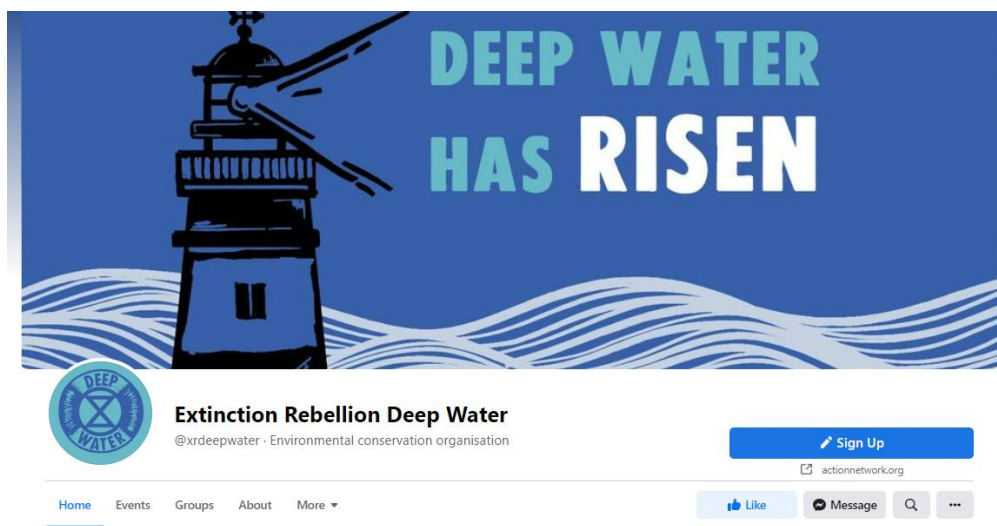 DEEP WATER
HAS RISEN
DEEP
WATER
Extinction Rebellion Deep Water
@xrdeepwater · Environmental conservation organisation
Sign Up
actionnetwork.org
Home Events Groups About More
Like Message